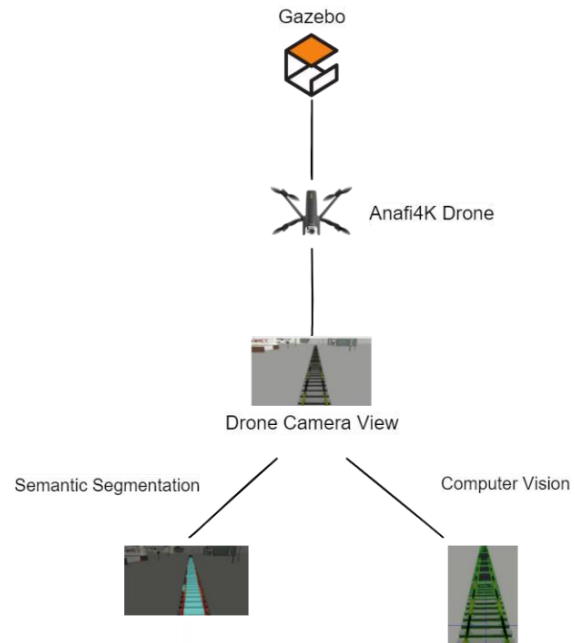 Gazebo
Anafi4K Drone
Drone Camera View
Semantic Segmentation
Computer Vision